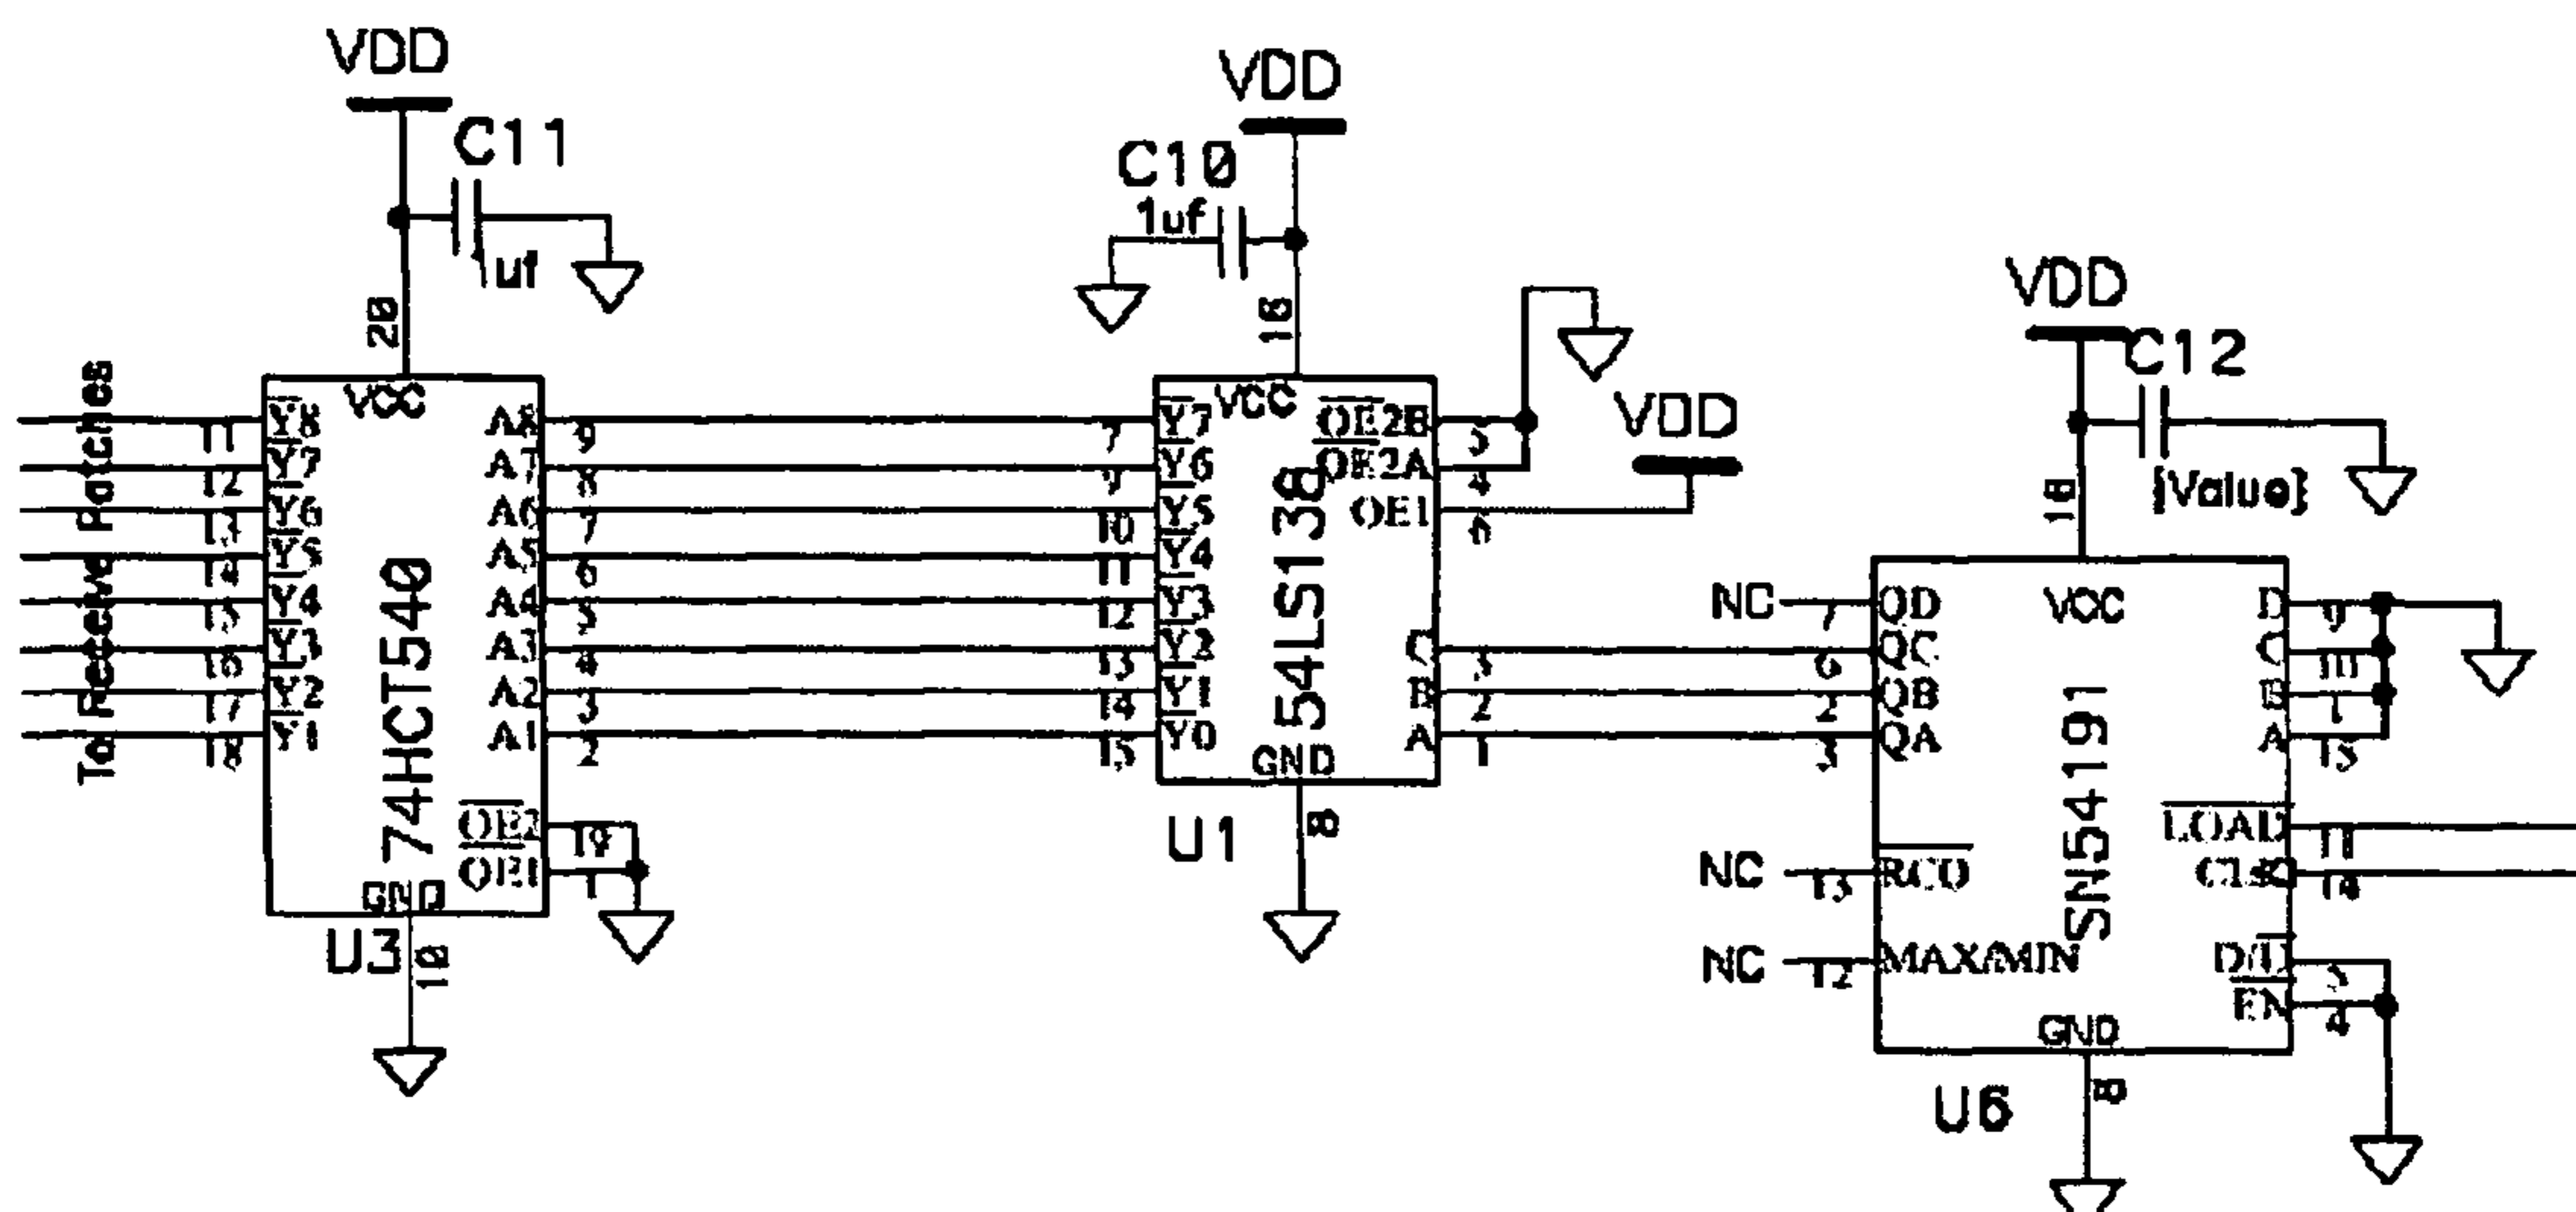 VDD
C11
uf
20
VCC
To Receive Patches
Y8 11
Y7 12
Y6 13
Y5 14
Y4 15
Y3 16
Y2 17
Y1 18
A8 9
A7 8
A6 7
A5 6
A4 5
A3 4
A2 3
A1 2
74HCT540
OE2 19
OE1 1
GND
U3
10
VDD
C10
1uf
16
VCC
7 Y7
9 Y6
10 Y5
11 Y4
12 Y3
13 Y2
14 Y1
15 Y0
OE2B 5
OE2A 4
OE1 6
VDD
54LS138
C 3
B 2
A 1
GND
U1
8
VDD
C12
[Value}
16
VCC
NC 7 QD
6 QC
2 QB
3 QA
NC 13 RCO
NC 12 MAX/MIN
SN54191
D 9
C 10
B 1
A 15
LOAD 11
CLK 14
D/U 5
EN 4
GND
U6
8